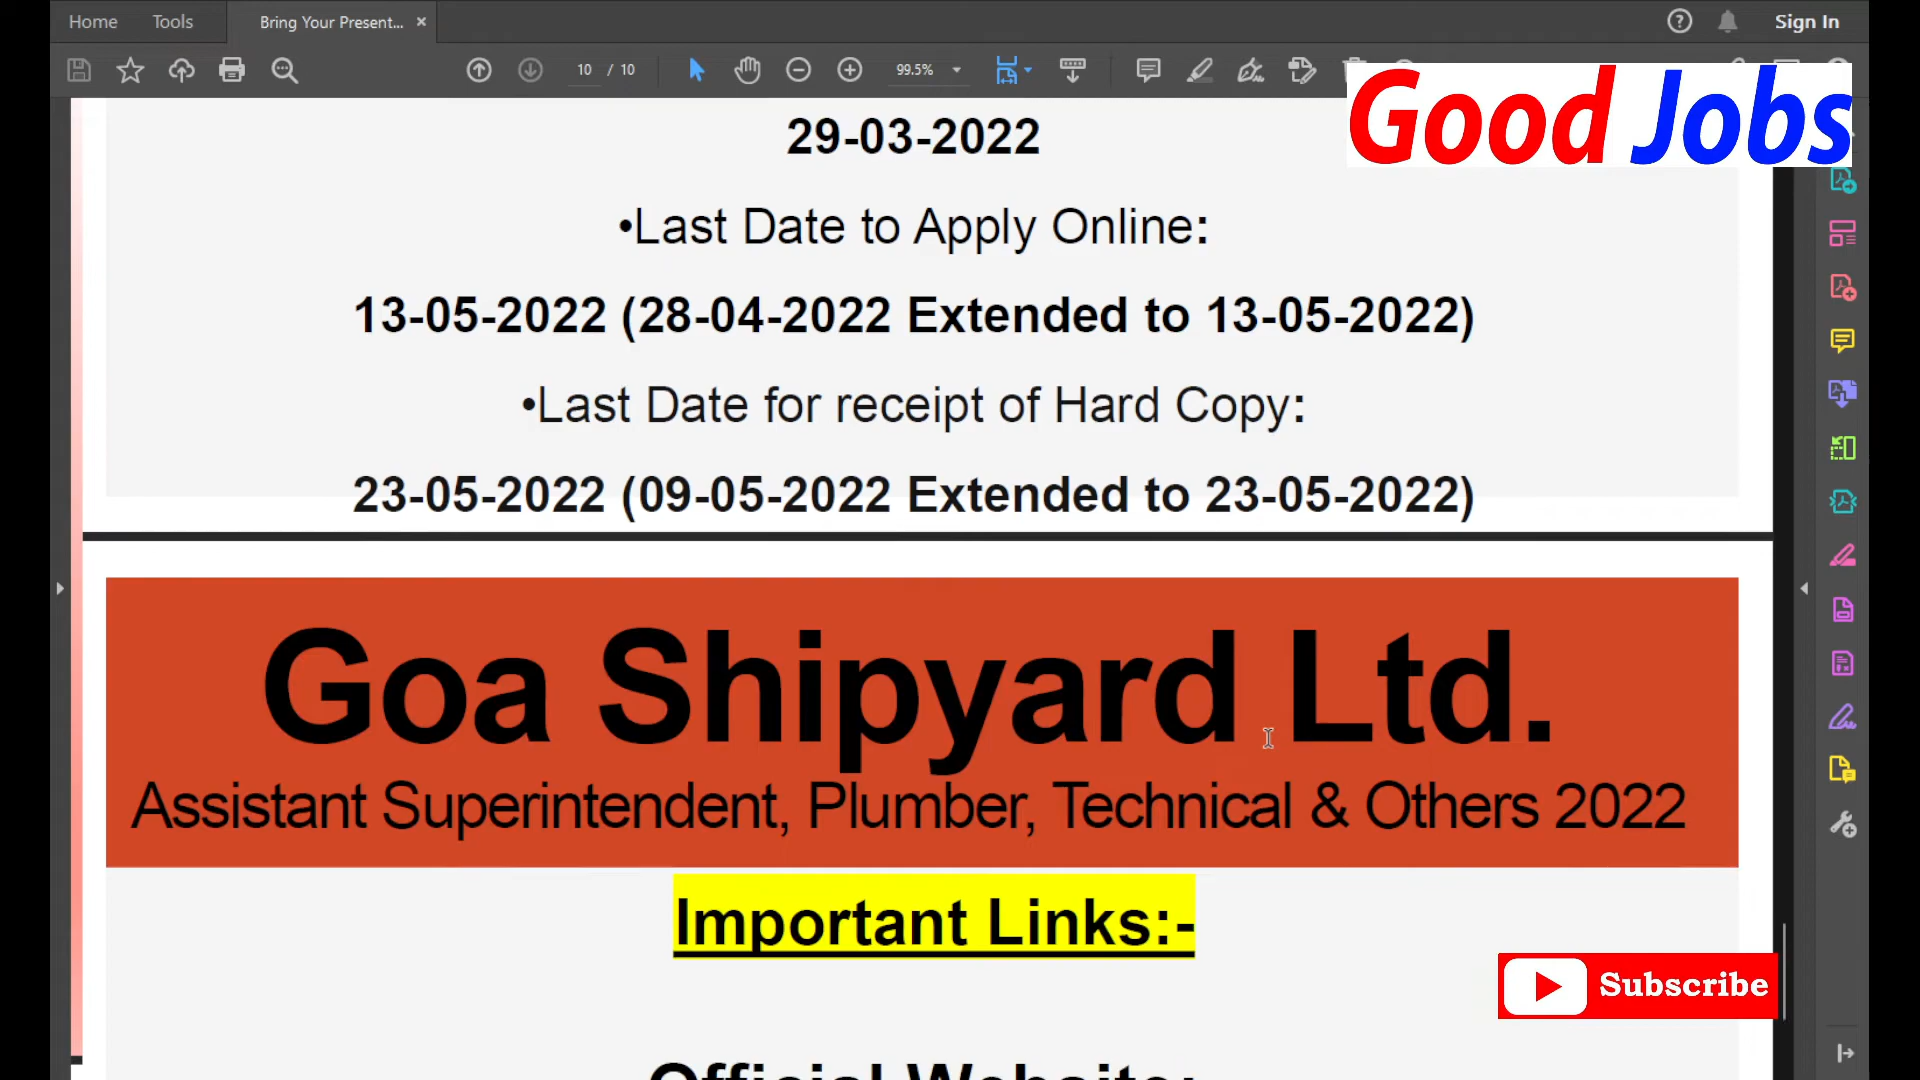 Home Tools Bring Your Present... × Sign In
10 / 10 99.5%
Good Jobs
29-03-2022
•Last Date to Apply Online:
13-05-2022 (28-04-2022 Extended to 13-05-2022)
•Last Date for receipt of Hard Copy:
23-05-2022 (09-05-2022 Extended to 23-05-2022)
Goa Shipyard Ltd.
Assistant Superintendent, Plumber, Technical & Others 2022
Important Links:-
Subscribe
Official Website: